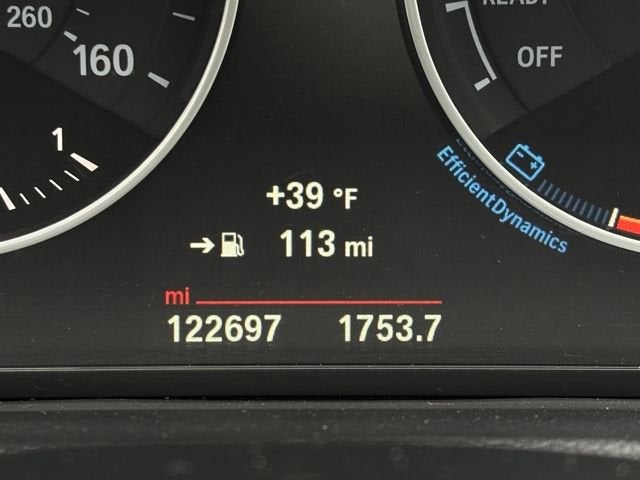 260
160
1
READY
OFF
EfficientDynamics
+39 °F
113 mi
mi
122697 1753.7